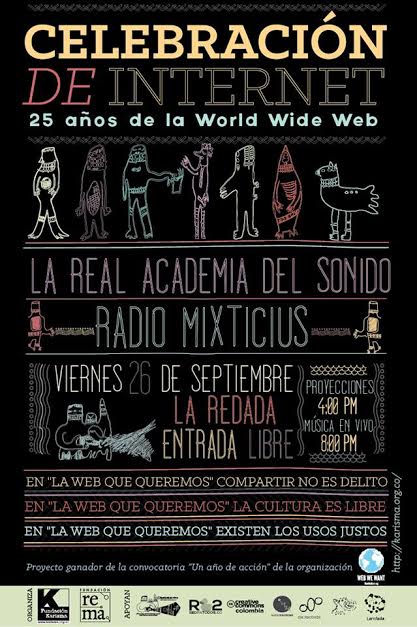 CELEBRACIÓN
DE INTERNET
25 años de la World Wide Web
LA REAL ACADEMIA DEL SONIDO
RADIO MIXTICIUS
VIERNES 26 DE SEPTIEMBRE
LA REDADA
ENTRADA LIBRE
PROYECCIONES
4:00 PM
MÚSICA EN VIVO
8:00 PM
EN "LA WEB QUE QUEREMOS" COMPARTIR NO ES DELITO
EN "LA WEB QUE QUEREMOS" LA CULTURA ES LIBRE
EN "LA WEB QUE QUEREMOS" EXISTEN LOS USOS JUSTOS
http://karisma.org.co/
Proyecto ganador de la convocatoria "Un año de acción" de la organización
WEB WE WANT
ORGANIZA
K
Fundación
Karisma
FUNDACIÓN
re
má
APOYAN
creative
commons
colombia
LaRedada